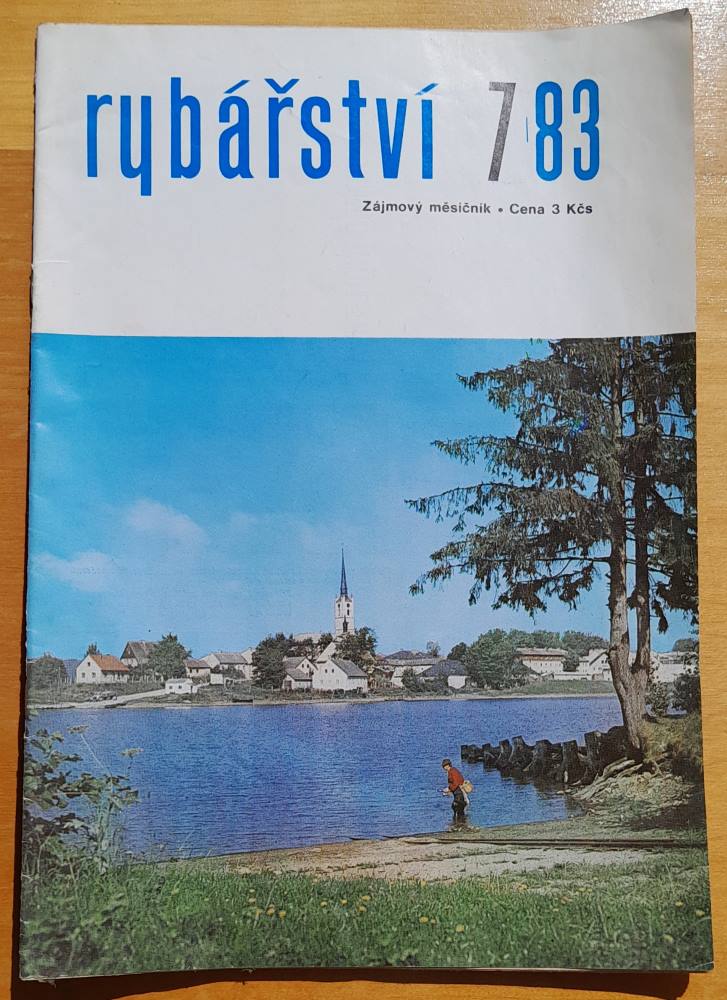 rybářství 7/83
Zájmový měsíčník • Cena 3 Kčs